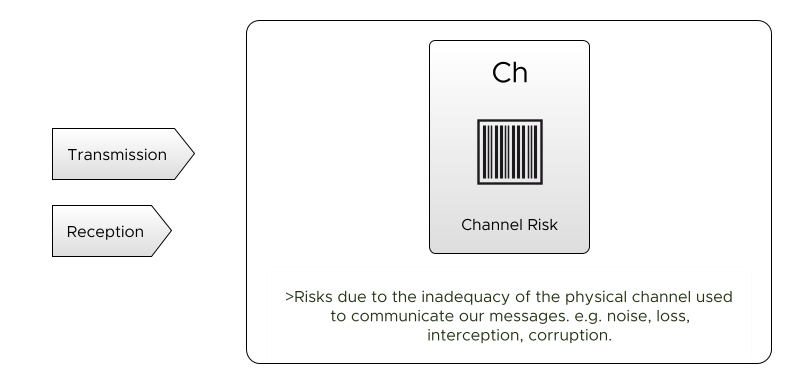 Transmission
Reception
Ch
Channel Risk
>Risks due to the inadequacy of the physical channel used
to communicate our messages. e.g. noise, loss,
interception, corruption.